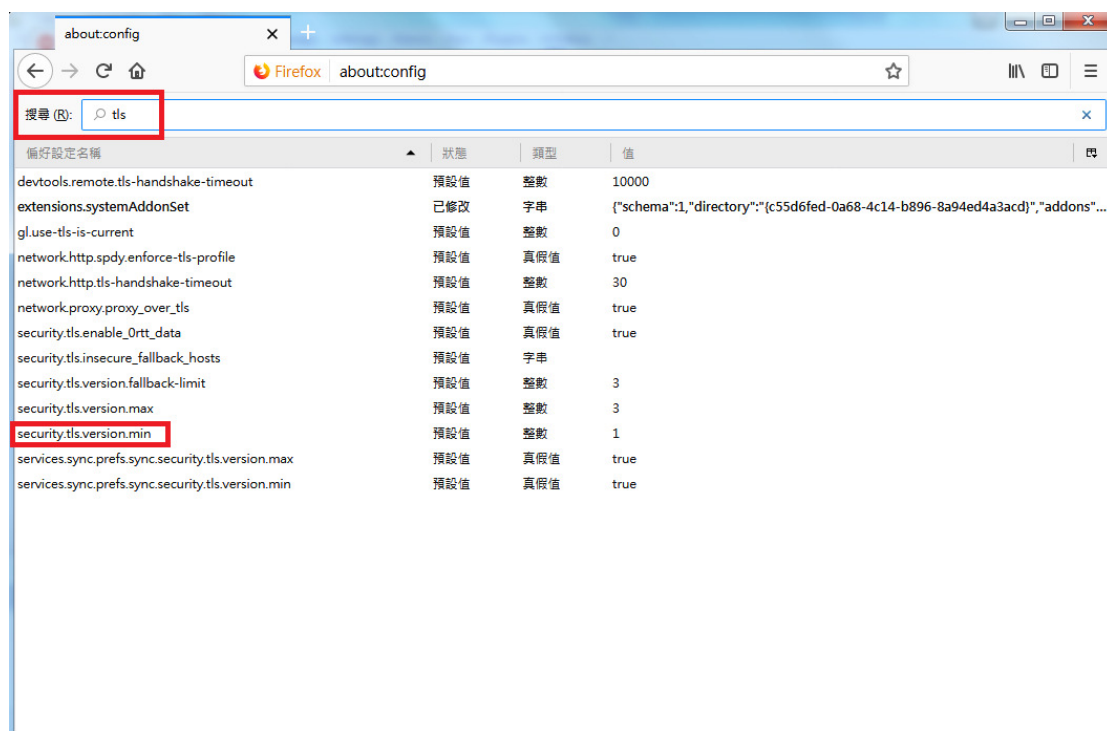 about:config
Firefox about:config
搜尋 (R): tls
偏好設定名稱 狀態 類型 值
devtools.remote.tls-handshake-timeout 預設值 整數 10000
extensions.systemAddonSet 已修改 字串 {"schema":1,"directory":"{c55d6fed-0a68-4c14-b896-8a94ed4a3acd}","addons"...
gl.use-tls-is-current 預設值 整數 0
network.http.spdy.enforce-tls-profile 預設值 真假值 true
network.http.tls-handshake-timeout 預設值 整數 30
network.proxy.proxy_over_tls 預設值 真假值 true
security.tls.enable_0rtt_data 預設值 真假值 true
security.tls.insecure_fallback_hosts 預設值 字串
security.tls.version.fallback-limit 預設值 整數 3
security.tls.version.max 預設值 整數 3
security.tls.version.min 預設值 整數 1
services.sync.prefs.sync.security.tls.version.max 預設值 真假值 true
services.sync.prefs.sync.security.tls.version.min 預設值 真假值 true